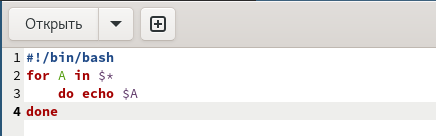 Открыть
1 #!/bin/bash
2 for A in $*
3     do echo $A
4 done